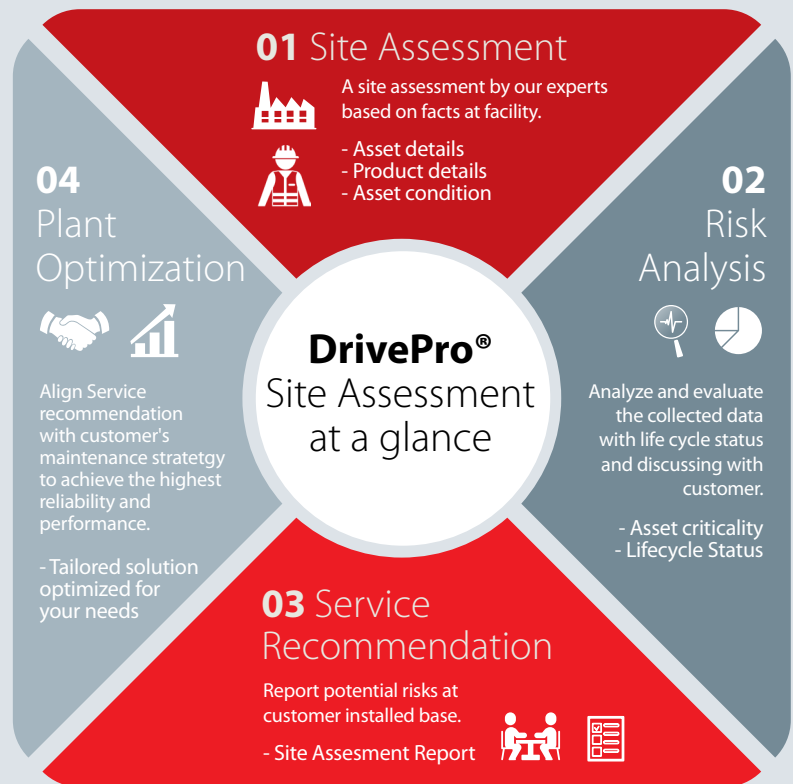 01 Site Assessment
A site assessment by our experts
based on facts at facility.
- Asset details
- Product details
- Asset condition
02
Risk
Analysis
Analyze and evaluate
the collected data
with life cycle status
and discussing with
customer.
- Asset criticality
- Lifecycle Status
03 Service
Recommendation
Report potential risks at
customer installed base.
- Site Assesment Report
04
Plant
Optimization
Align Service
recommendation
with customer's
maintenance stratetgy
to achieve the highest
reliability and
performance.
- Tailored solution
optimized for
your needs
DrivePro®
Site Assessment
at a glance